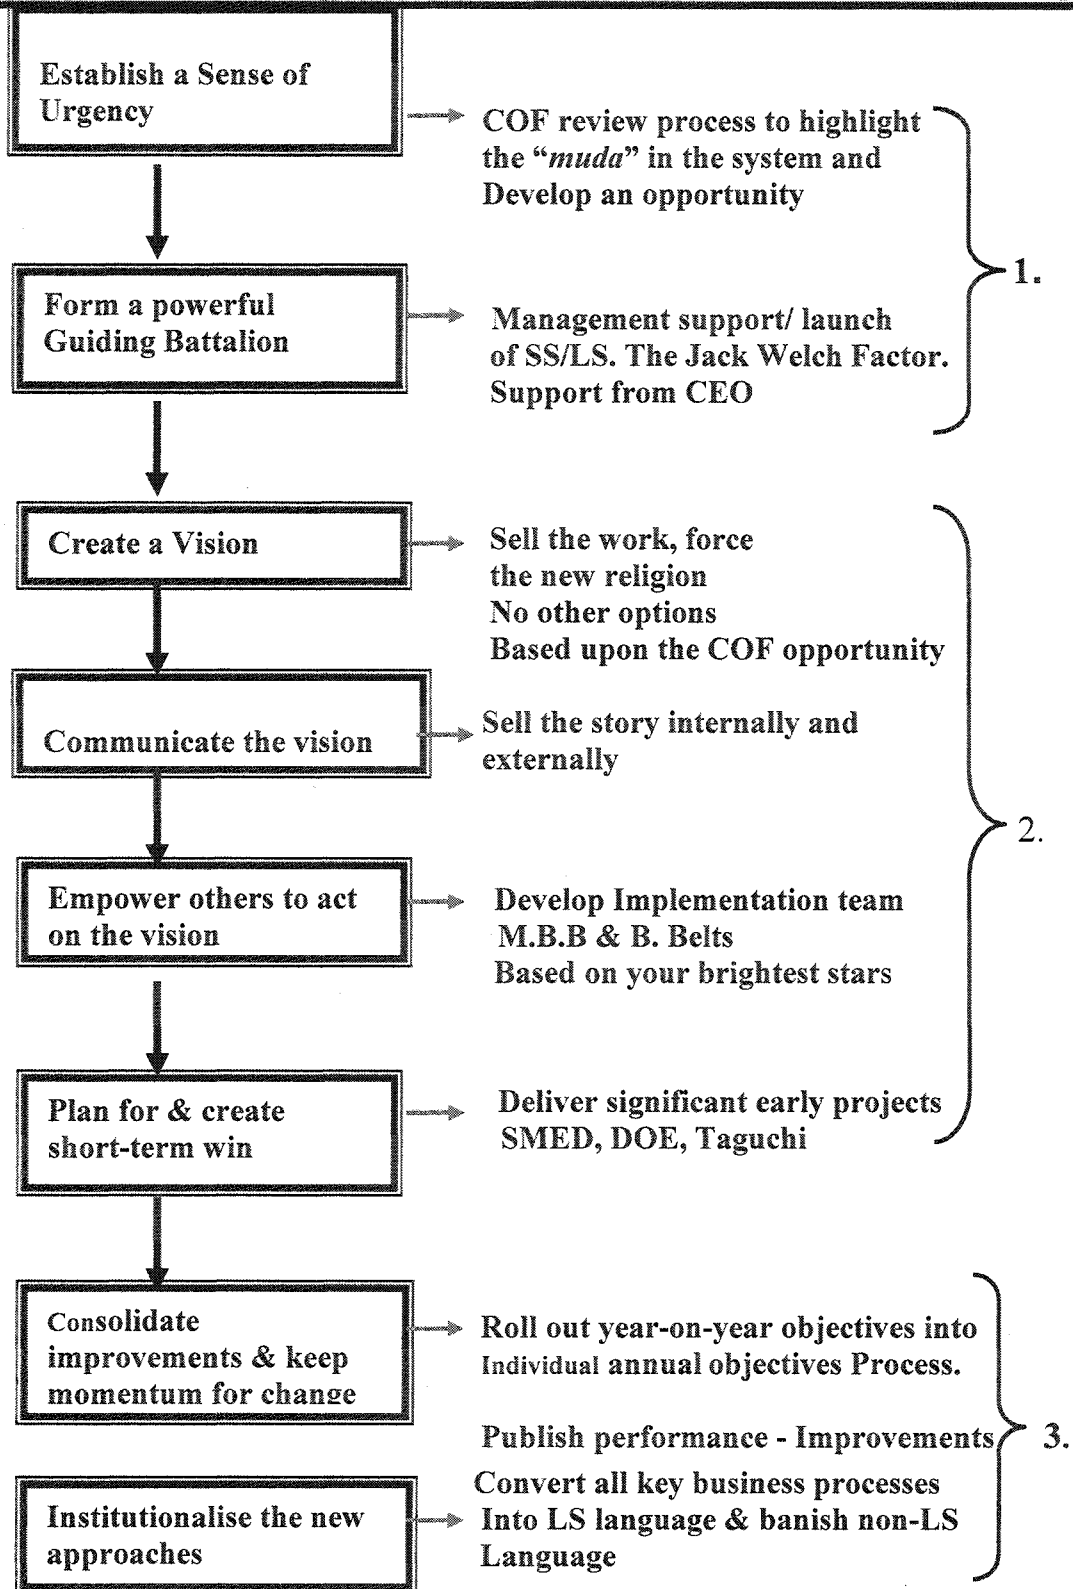 Establish a Sense of
Urgency
COF review process to highlight
the “muda” in the system and
Develop an opportunity
1.
Form a powerful
Guiding Battalion
Management support/ launch
of SS/LS. The Jack Welch Factor.
Support from CEO
Create a Vision
Sell the work, force
the new religion
No other options
Based upon the COF opportunity
Communicate the vision
Sell the story internally and
externally
2.
Empower others to act
on the vision
Develop Implementation team
M.B.B & B. Belts
Based on your brightest stars
Plan for & create
short-term win
Deliver significant early projects
SMED, DOE, Taguchi
Consolidate
improvements & keep
momentum for change
Roll out year-on-year objectives into
Individual annual objectives Process.
Publish performance - Improvements
3.
Institutionalise the new
approaches
Convert all key business processes
Into LS language & banish non-LS
Language